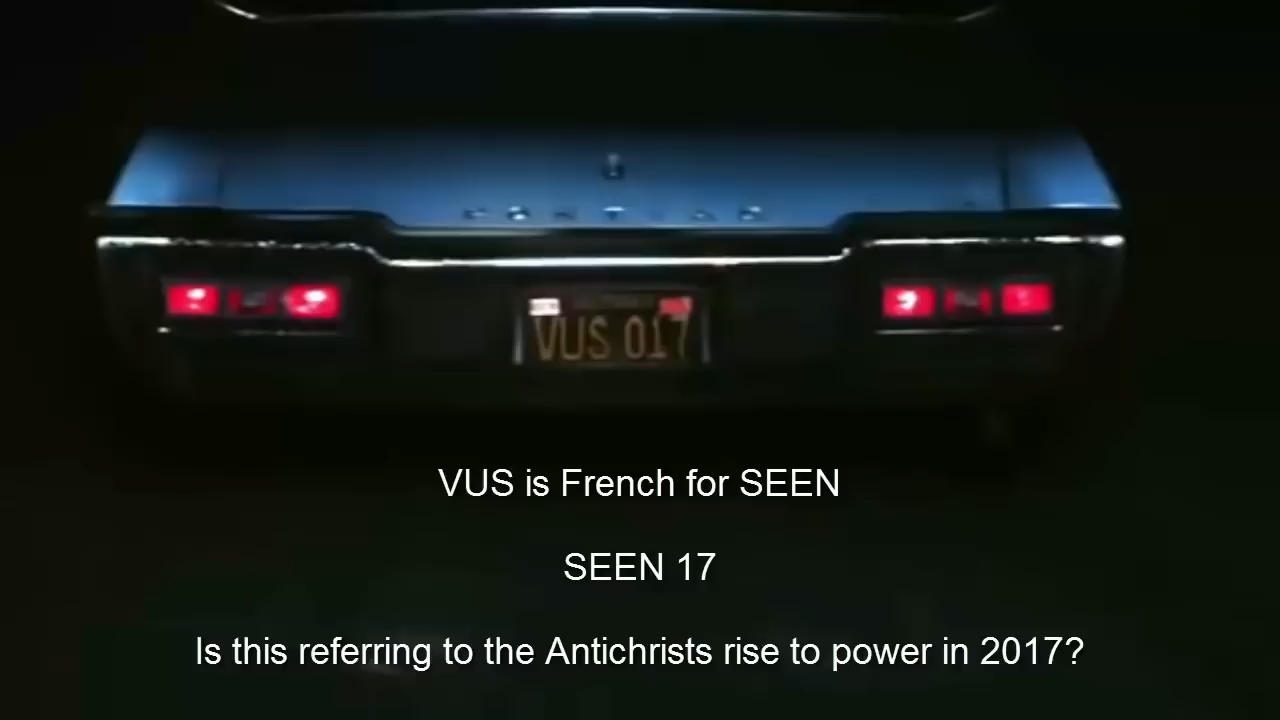 PONTIAC
VUS 017
VUS is French for SEEN
SEEN 17
Is this referring to the Antichrists rise to power in 2017?